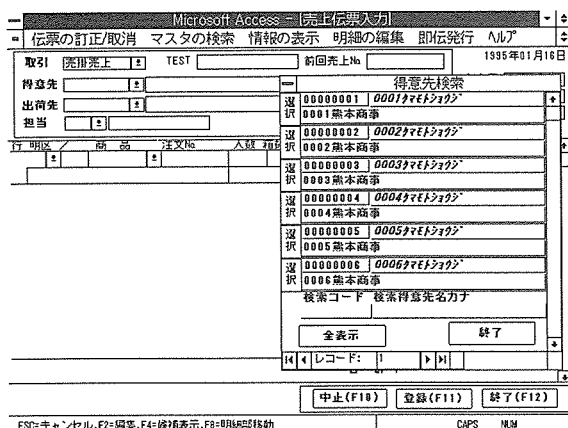 Microsoft Access - [売上伝票入力]
伝票の訂正/取消 マスタの検索 情報の表示 明細の編集 即伝発行 ヘルプ
取引 売掛売上 TEST 前回売上No 1995年01月16日
得意先
出荷先
担当
行 明区 / 商 品 注文No 人数
得意先検索
選択 00000001 0001クマモトショウジ
0001熊本商事
選択 00000002 0002クマモトショウジ
0002熊本商事
選択 00000003 0003クマモトショウジ
0003熊本商事
選択 00000004 0004クマモトショウジ
0004熊本商事
選択 00000005 0005クマモトショウジ
0005熊本商事
選択 00000006 0006クマモトショウジ
0006熊本商事
検索コード 検索得意先名カナ
全表示 終了
レコード: 1
中止(F10) 登録(F11) 終了(F12)
ESC=キャンセル,F2=編集,F4=候補表示,F8=明細部移動 CAPS NUM